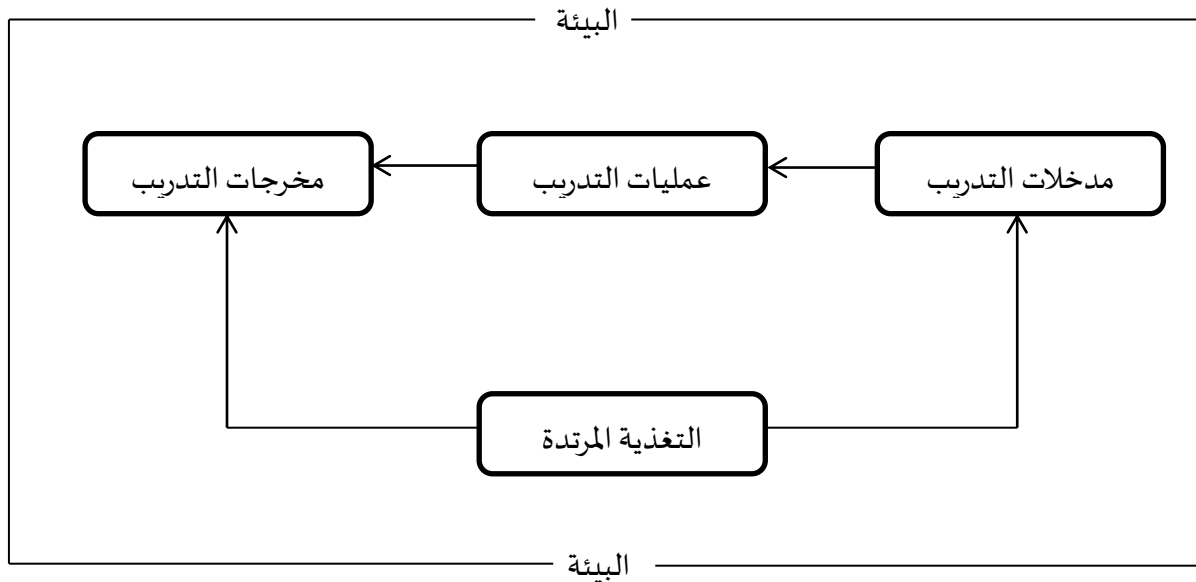 البيئة
مدخلات التدريب
عمليات التدريب
مخرجات التدريب
التغذية المرتدة
البيئة